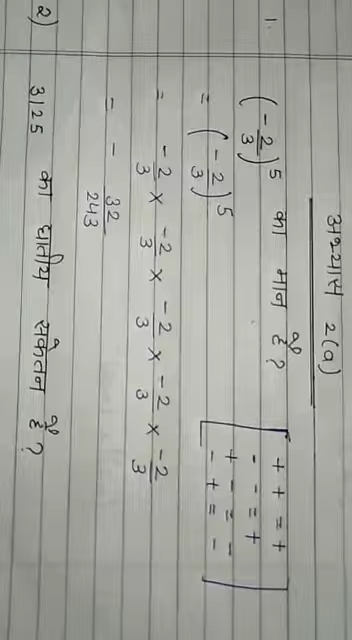 अभ्यास 2(a)
1. (-2/3)^5 का मान है?
= (-2/3)^5
= -2/3 × -2/3 × -2/3 × -2/3 × -2/3
= - 32/243
[ + + = +
- - = +
+ - = -
- + = - ]
2) 3125 का घातीय संकेतन है?